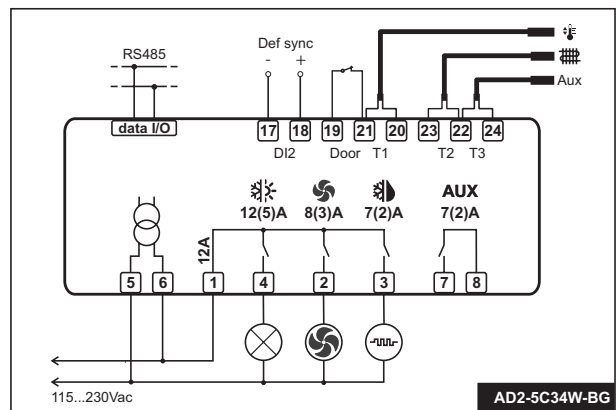 RS485
Def sync
- +
Aux
data I/O
17 18 19 21 20 23 22 24
DI2 Door T1 T2 T3
AUX
12(5)A 8(3)A 7(2)A 7(2)A
12A
5 6 1 4 2 3 7 8
115...230Vac
AD2-5C34W-BG